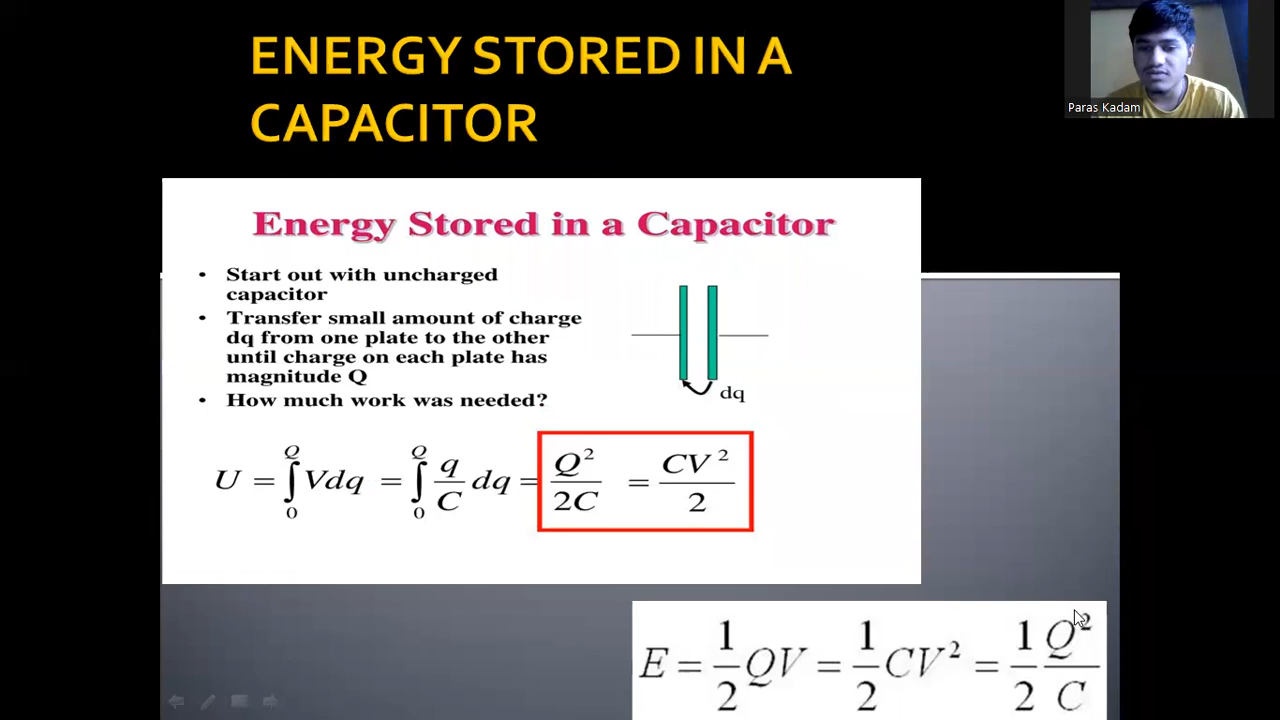 ENERGY STORED IN A
CAPACITOR
Paras Kadam
Energy Stored in a Capacitor
• Start out with uncharged
capacitor
• Transfer small amount of charge
dq from one plate to the other
until charge on each plate has
magnitude Q
• How much work was needed?
dq
U = ∫₀^Q Vdq = ∫₀^Q q/C dq = Q²/2C = CV²/2
E = 1/2 QV = 1/2 CV² = 1/2 Q²/C